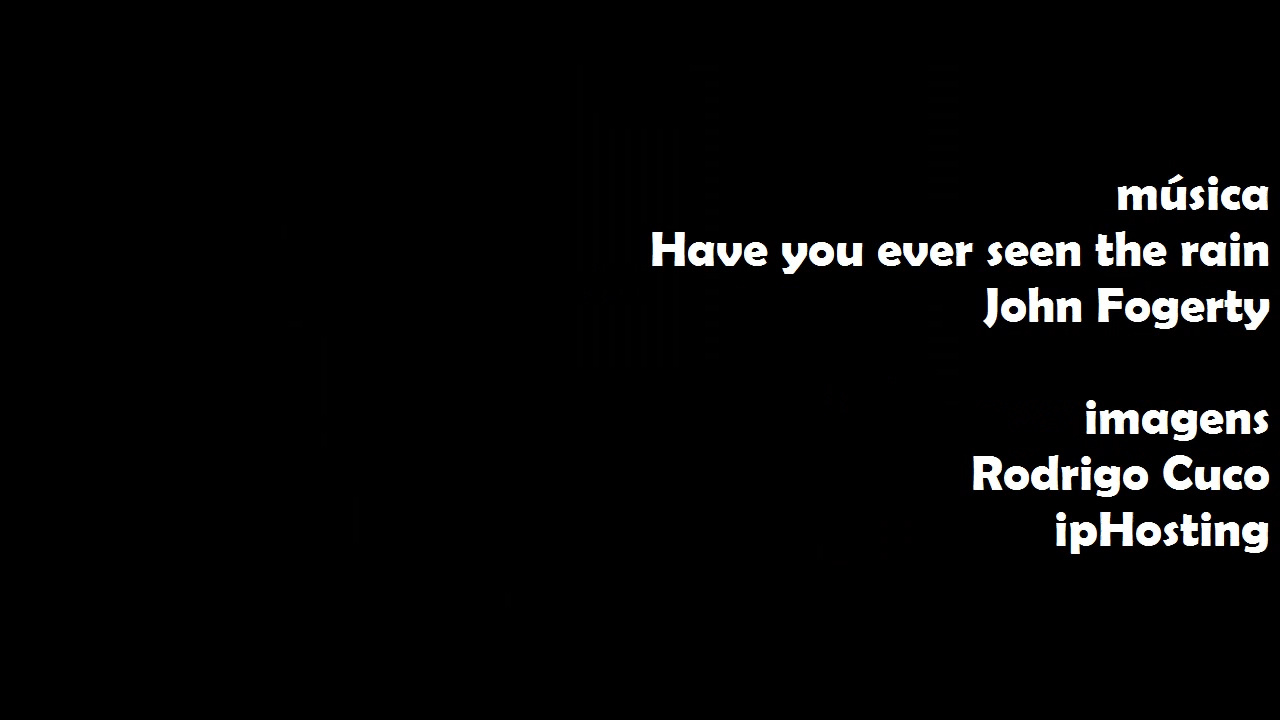 música
Have you ever seen the rain
John Fogerty
imagens
Rodrigo Cuco
ipHosting